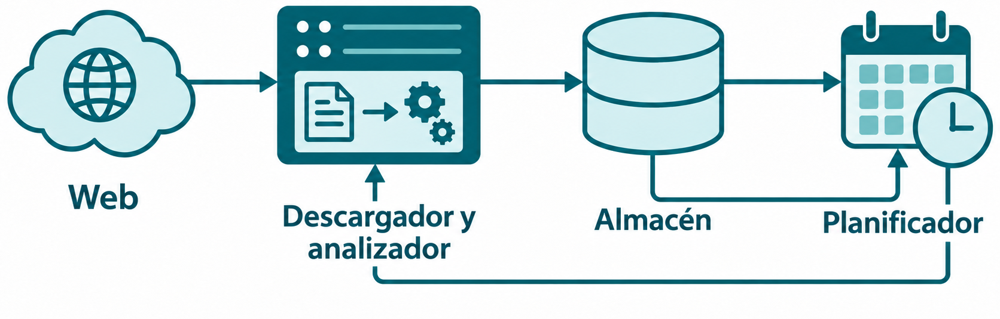 Web
Descargador y
analizador
Almacén
Planificador